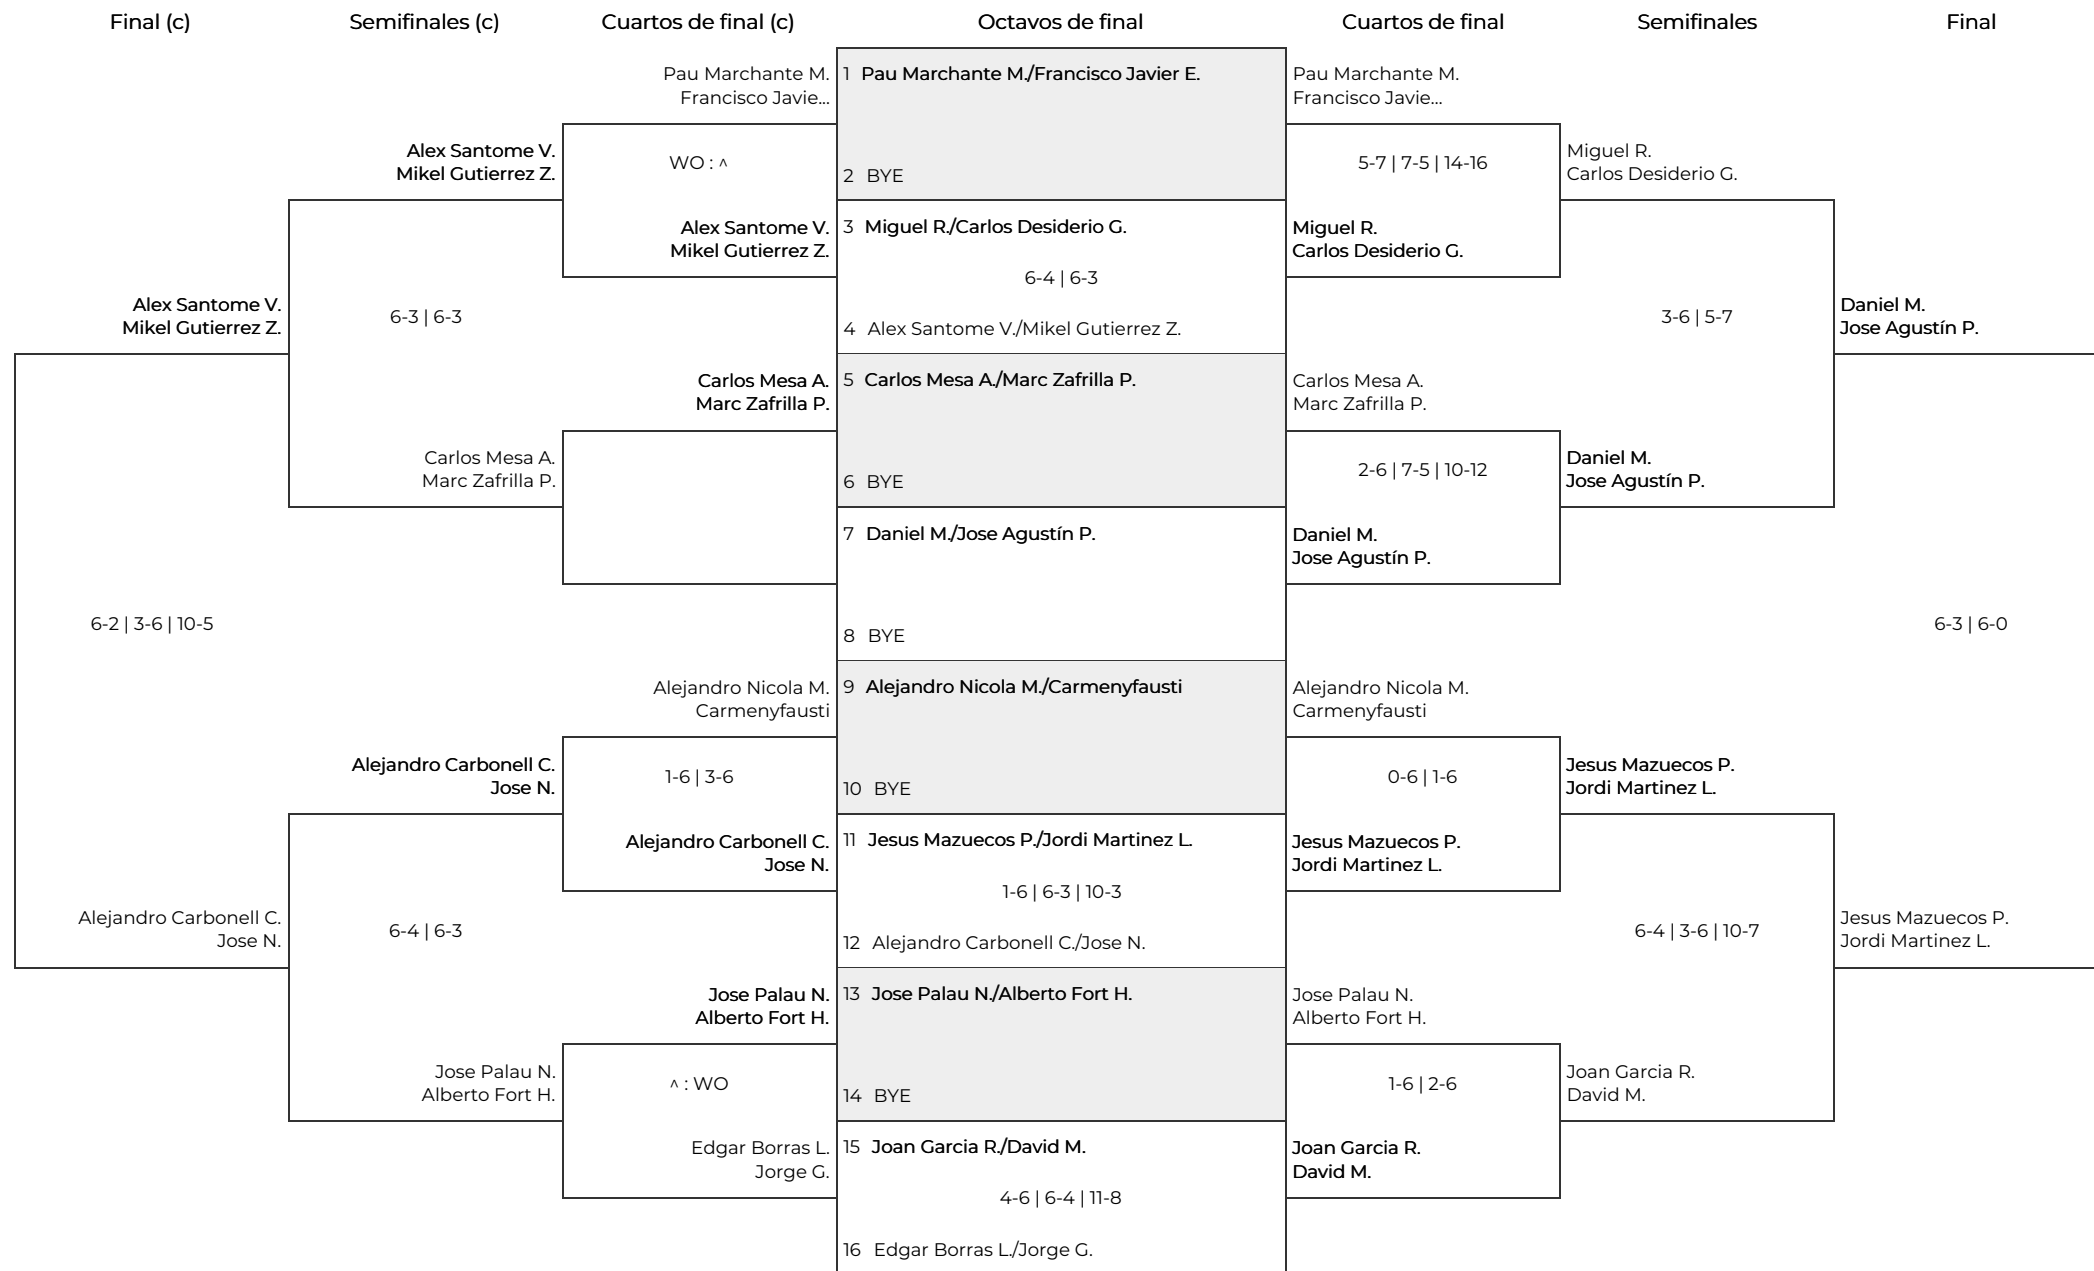 Final (c)
Semifinales (c)
Cuartos de final (c)
Octavos de final
Cuartos de final
Semifinales
Final
Alex Santome V.
Mikel Gutierrez Z.
6-2 | 3-6 | 10-5
Alejandro Carbonell C.
Jose N.
Alex Santome V.
Mikel Gutierrez Z.
6-3 | 6-3
Carlos Mesa A.
Marc Zafrilla P.
Alejandro Carbonell C.
Jose N.
6-4 | 6-3
Jose Palau N.
Alberto Fort H.
Pau Marchante M.
Francisco Javie...
WO : ^
Alex Santome V.
Mikel Gutierrez Z.
Carlos Mesa A.
Marc Zafrilla P.
Alejandro Nicola M.
Carmenyfausti
1-6 | 3-6
Alejandro Carbonell C.
Jose N.
Jose Palau N.
Alberto Fort H.
^ : WO
Edgar Borras L.
Jorge G.
1 Pau Marchante M./Francisco Javier E.
2 BYE
3 Miguel R./Carlos Desiderio G.
6-4 | 6-3
4 Alex Santome V./Mikel Gutierrez Z.
5 Carlos Mesa A./Marc Zafrilla P.
6 BYE
7 Daniel M./Jose Agustín P.
8 BYE
9 Alejandro Nicola M./Carmenyfausti
10 BYE
11 Jesus Mazuecos P./Jordi Martinez L.
1-6 | 6-3 | 10-3
12 Alejandro Carbonell C./Jose N.
13 Jose Palau N./Alberto Fort H.
14 BYE
15 Joan Garcia R./David M.
4-6 | 6-4 | 11-8
16 Edgar Borras L./Jorge G.
Pau Marchante M.
Francisco Javie...
5-7 | 7-5 | 14-16
Miguel R.
Carlos Desiderio G.
Carlos Mesa A.
Marc Zafrilla P.
2-6 | 7-5 | 10-12
Daniel M.
Jose Agustín P.
Alejandro Nicola M.
Carmenyfausti
0-6 | 1-6
Jesus Mazuecos P.
Jordi Martinez L.
Jose Palau N.
Alberto Fort H.
1-6 | 2-6
Joan Garcia R.
David M.
Miguel R.
Carlos Desiderio G.
3-6 | 5-7
Daniel M.
Jose Agustín P.
Jesus Mazuecos P.
Jordi Martinez L.
6-4 | 3-6 | 10-7
Joan Garcia R.
David M.
Daniel M.
Jose Agustín P.
6-3 | 6-0
Jesus Mazuecos P.
Jordi Martinez L.